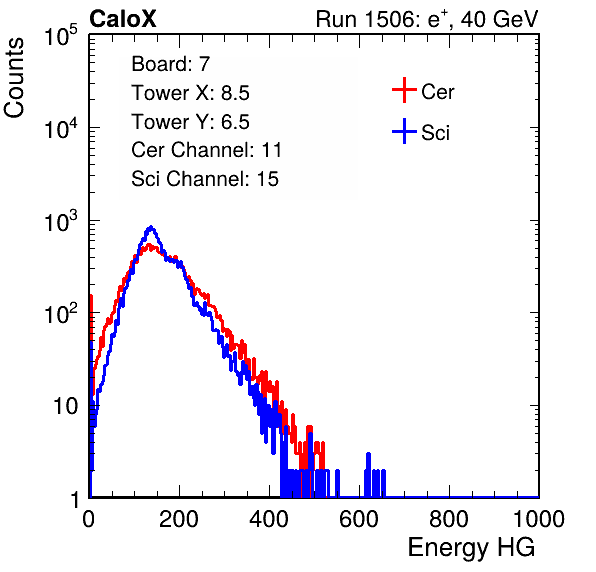 CaloX Run 1506: e⁺, 40 GeV
Counts
Board: 7
Tower X: 8.5
Tower Y: 6.5
Cer Channel: 11
Sci Channel: 15
Cer
Sci
10⁵
10⁴
10³
10²
10
1
0 200 400 600 800 1000
Energy HG